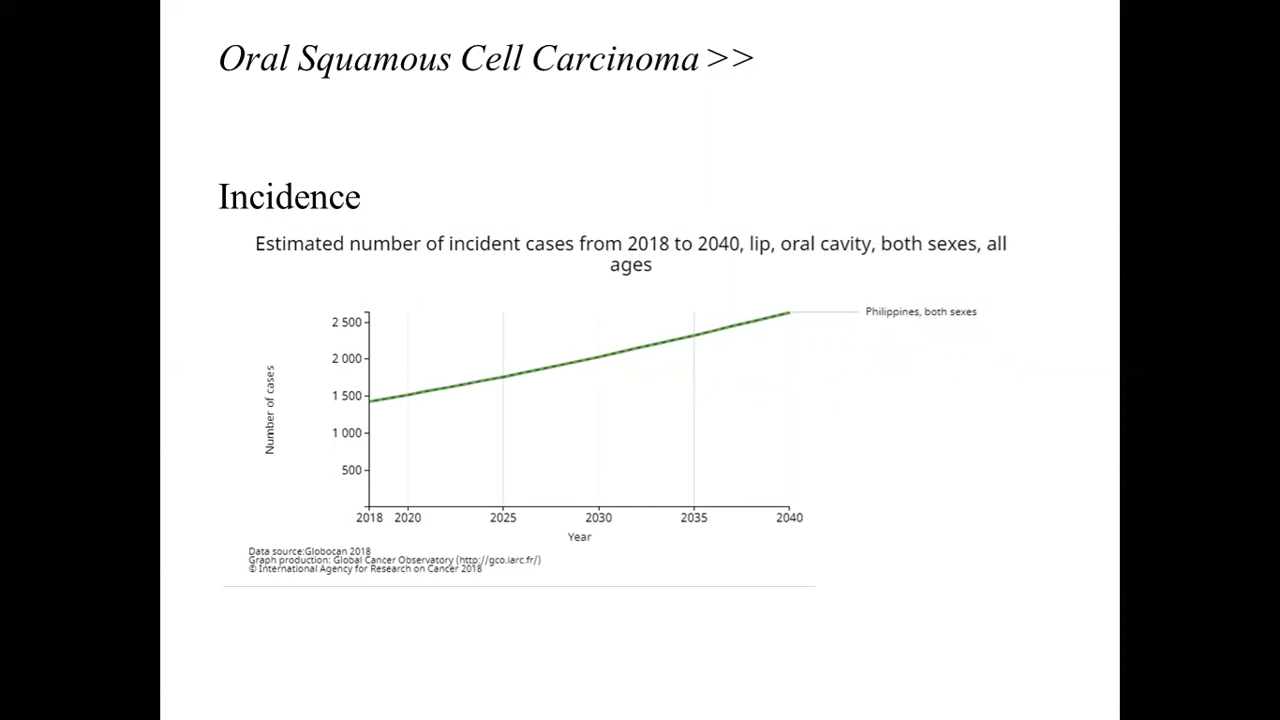 Oral Squamous Cell Carcinoma >>
Incidence
Estimated number of incident cases from 2018 to 2040, lip, oral cavity, both sexes, all
ages
Philippines, both sexes
2 500
2 000
1 500
1 000
500
Number of cases
2018 2020 2025 2030 2035 2040
Year
Data source:Globocan 2018
Graph production: Global Cancer Observatory (http://gco.iarc.fr/)
© International Agency for Research on Cancer 2018